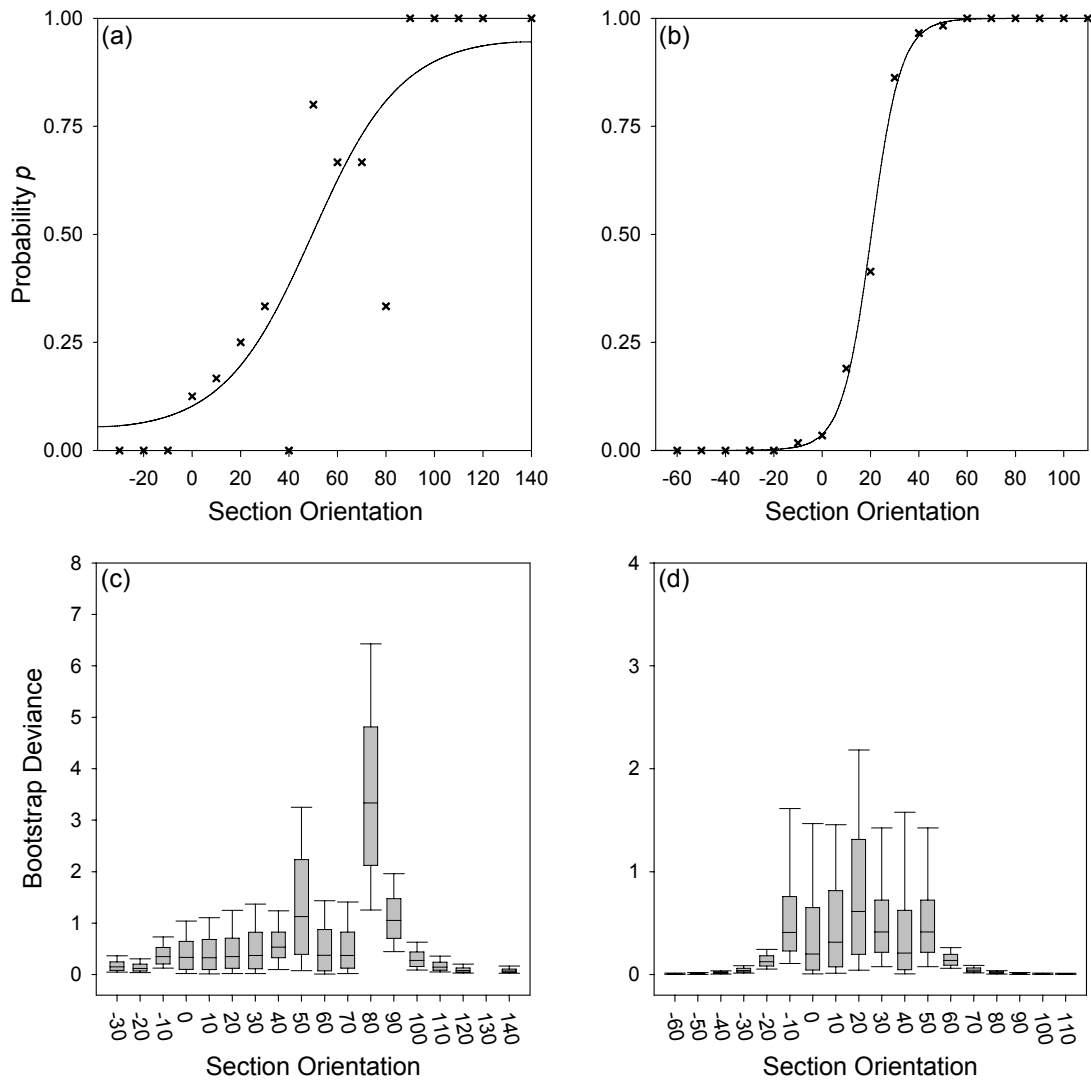 (a)
1.00
0.75
0.50
0.25
0.00
Probability p
-20 0 20 40 60 80 100 120 140
Section Orientation
(b)
1.00
0.75
0.50
0.25
0.00
-60 -40 -20 0 20 40 60 80 100
Section Orientation
(c)
8
7
6
5
4
3
2
1
0
Bootstrap Deviance
-30 -20 -10 0 10 20 30 40 50 60 70 80 90 100 110 120 130 140
Section Orientation
(d)
4
3
2
1
0
-60 -50 -40 -30 -20 -10 0 10 20 30 40 50 60 70 80 90 100 110
Section Orientation